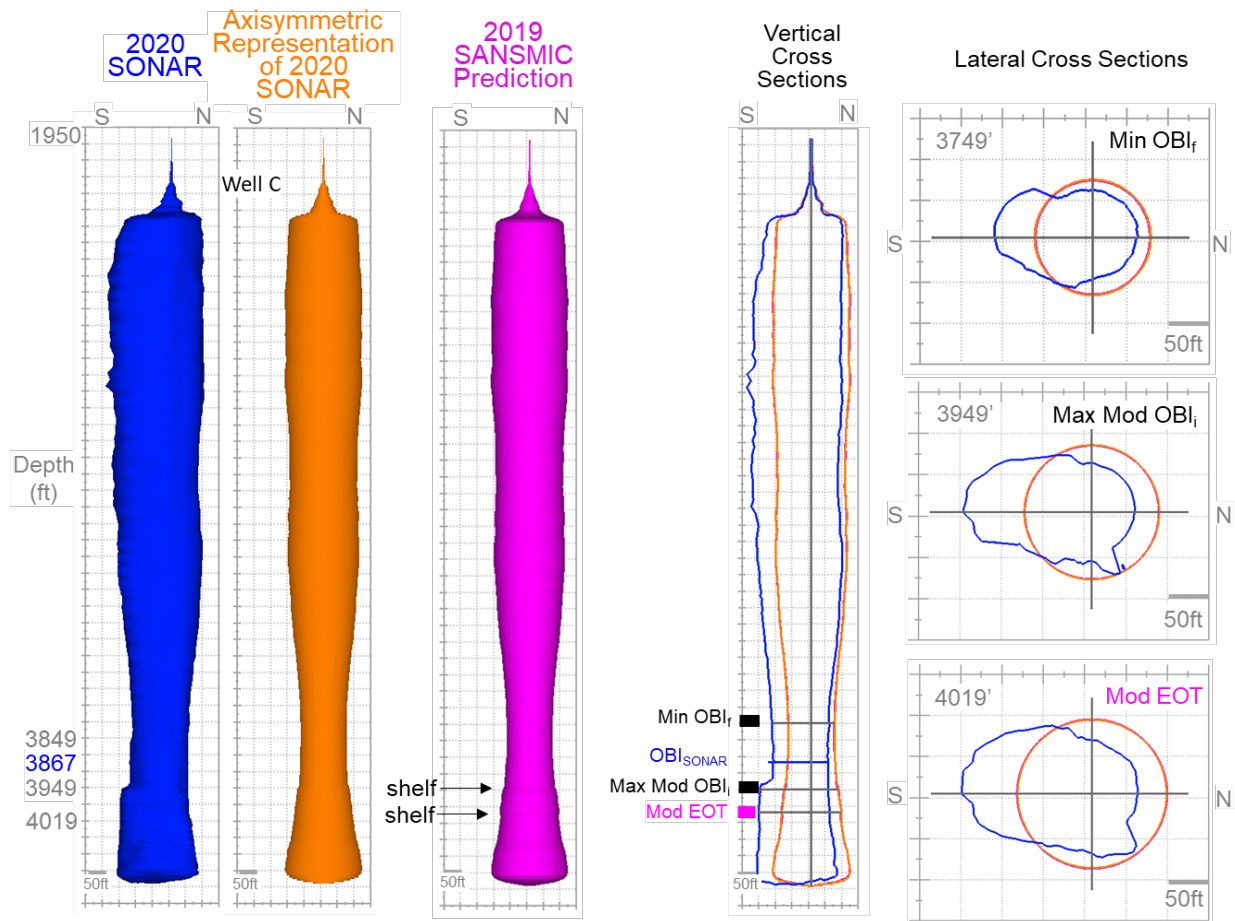 2020
SONAR
Axisymmetric
Representation
of 2020
SONAR
2019
SANSMIC
Prediction
Vertical
Cross
Sections
Lateral Cross Sections
S N
S N
S N
S N
1950
Well C
Depth
(ft)
3849
3867
3949
4019
50ft
50ft
shelf
shelf
50ft
Min OBIf
OBISONAR
Max Mod OBIi
Mod EOT
50ft
3749' Min OBIf
S N
50ft
3949' Max Mod OBIi
S N
50ft
4019' Mod EOT
S N
50ft